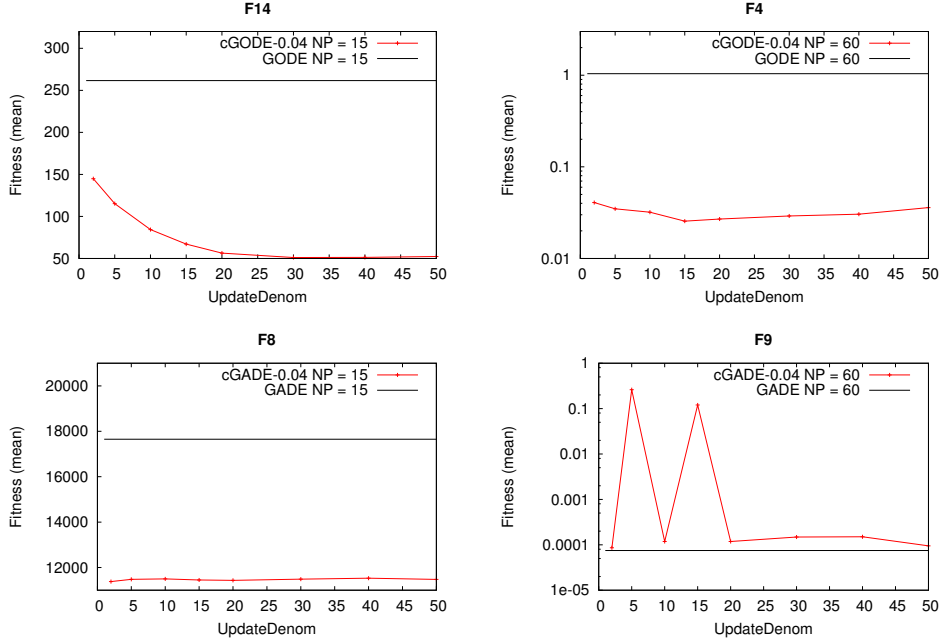 F14
cGODE-0.04 NP = 15
GODE NP = 15
300
250
200
150
100
50
Fitness (mean)
0 5 10 15 20 25 30 35 40 45 50
UpdateDenom
F4
cGODE-0.04 NP = 60
GODE NP = 60
1
0.1
0.01
Fitness (mean)
0 5 10 15 20 25 30 35 40 45 50
UpdateDenom
F8
cGADE-0.04 NP = 15
GADE NP = 15
20000
18000
16000
14000
12000
Fitness (mean)
0 5 10 15 20 25 30 35 40 45 50
UpdateDenom
F9
cGADE-0.04 NP = 60
GADE NP = 60
1
0.1
0.01
0.001
0.0001
1e-05
Fitness (mean)
0 5 10 15 20 25 30 35 40 45 50
UpdateDenom